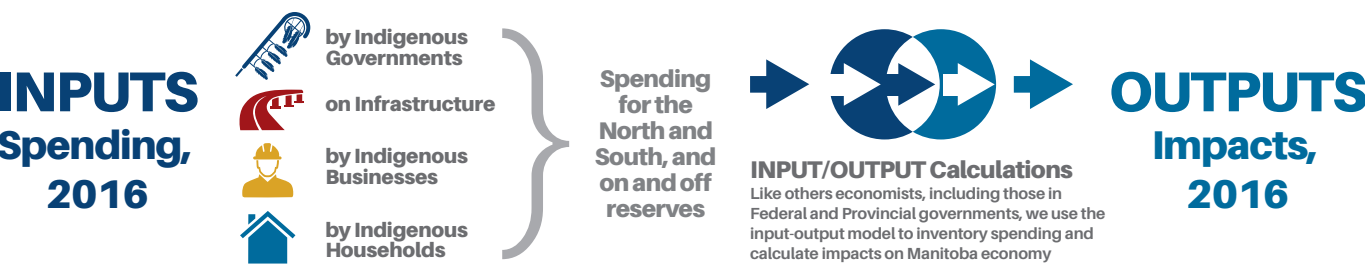 INPUTS
Spending,
2016
by Indigenous
Governments
on Infrastructure
by Indigenous
Businesses
by Indigenous
Households
Spending
for the
North and
South, and
on and off
reserves
INPUT/OUTPUT Calculations
Like others economists, including those in
Federal and Provincial governments, we use the
input-output model to inventory spending and
calculate impacts on Manitoba economy
OUTPUTS
Impacts,
2016